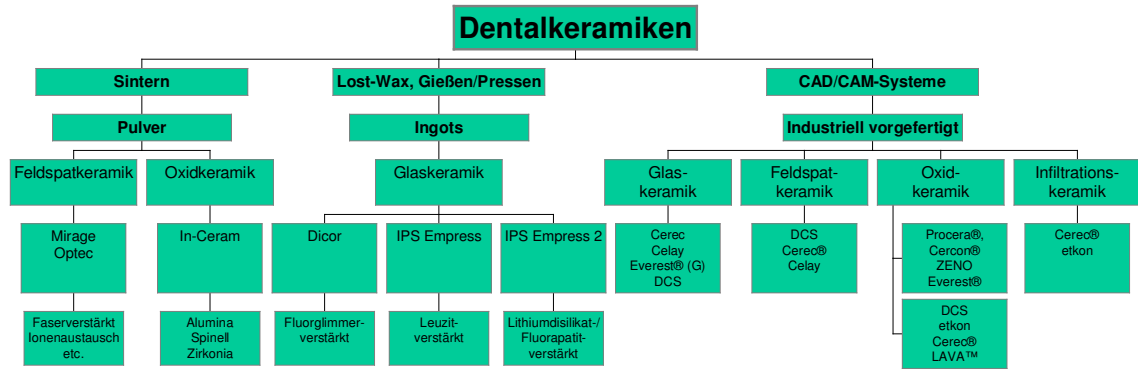 Dentalkeramiken
Sintern
Lost-Wax, Gießen/Pressen
CAD/CAM-Systeme
Pulver
Ingots
Industriell vorgefertigt
Feldspatkeramik
Oxidkeramik
Glaskeramik
Glas-
keramik
Feldspat-
keramik
Oxid-
keramik
Infiltrations-
keramik
Mirage
Optec
In-Ceram
Dicor
IPS Empress
IPS Empress 2
Cerec
Celay
Everest® (G)
DCS
DCS
Cerec®
Celay
Procera®,
Cercon®
ZENO
Everest®
Cerec®
etkon
Faserverstärkt
Ionenaustausch
etc.
Alumina
Spinell
Zirkonia
Fluorglimmer-
verstärkt
Leuzit-
verstärkt
Lithiumdisilikat-/
Fluorapatit-
verstärkt
DCS
etkon
Cerec®
LAVA™